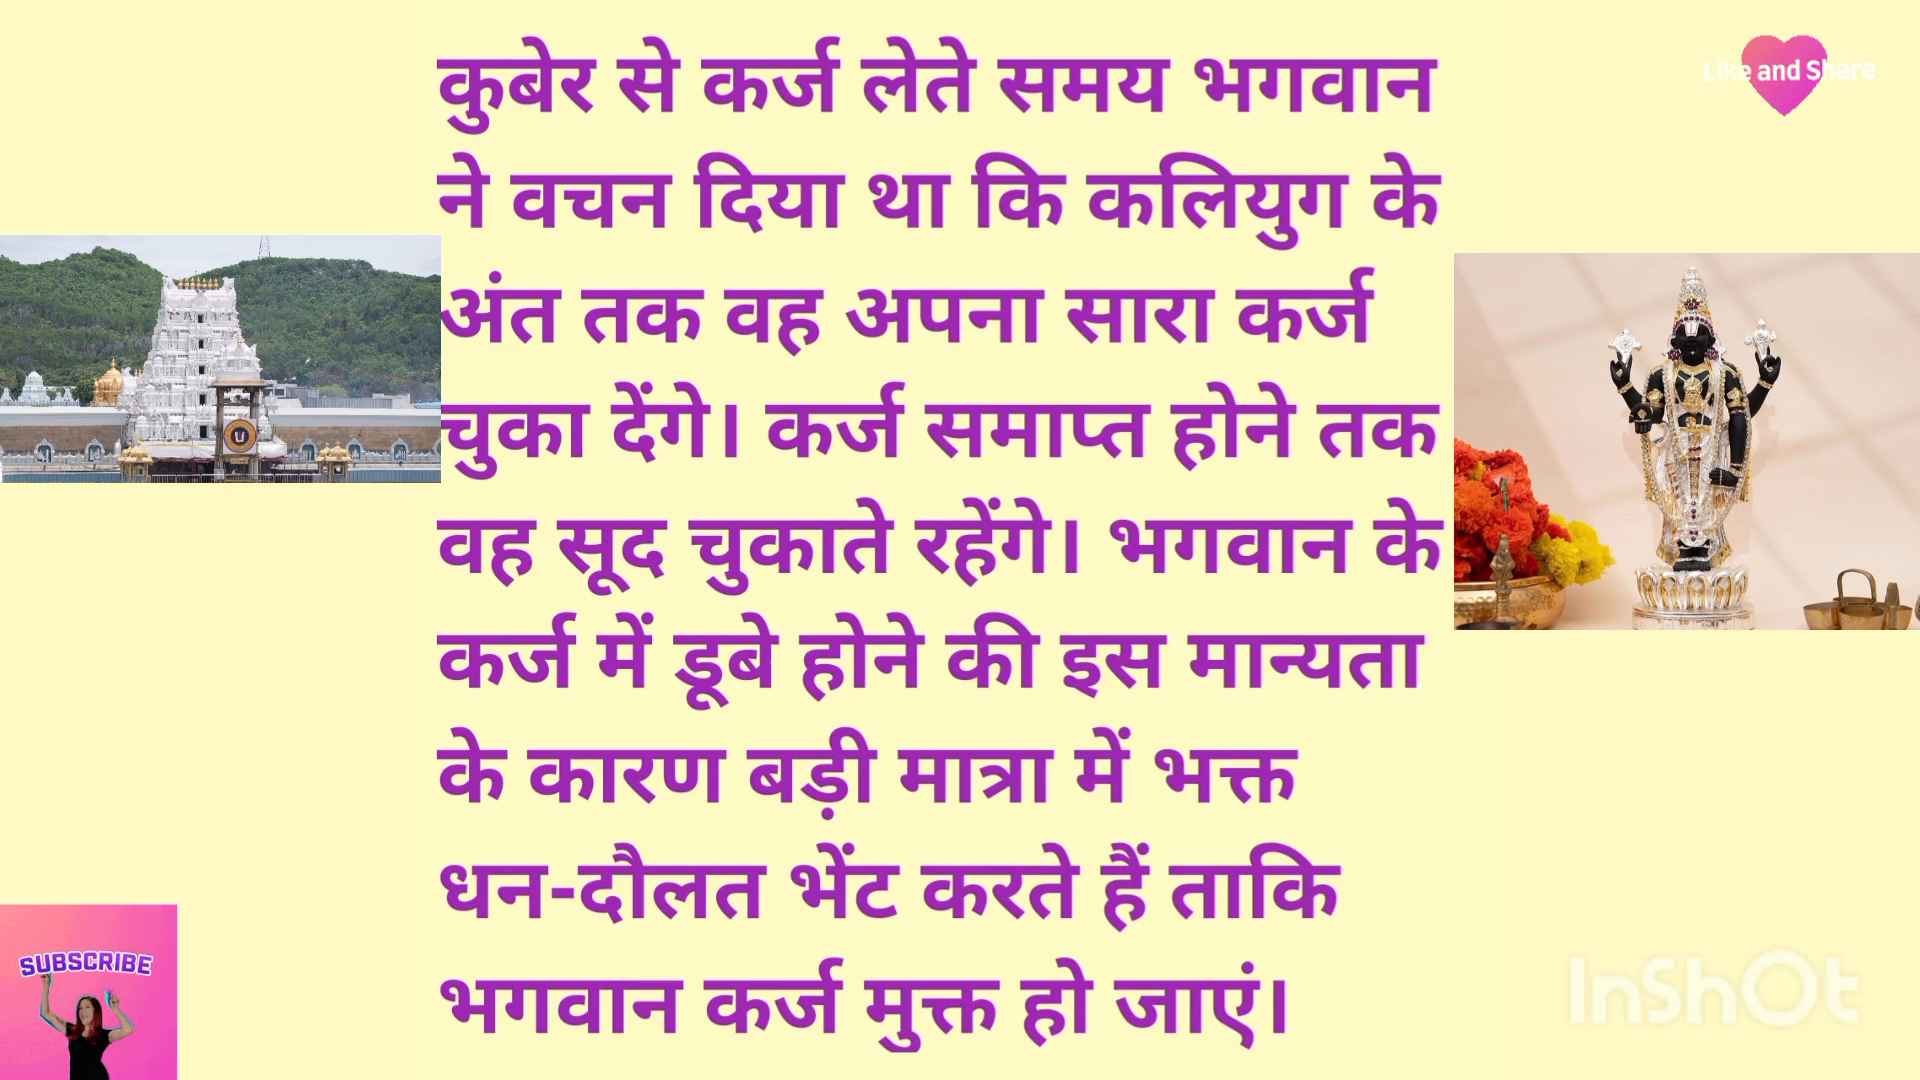 कुबेर से कर्ज लेते समय भगवान
ने वचन दिया था कि कलियुग के
अंत तक वह अपना सारा कर्ज
चुका देंगे। कर्ज समाप्त होने तक
वह सूद चुकाते रहेंगे। भगवान के
कर्ज में डूबे होने की इस मान्यता
के कारण बड़ी मात्रा में भक्त
धन-दौलत भेंट करते हैं ताकि
भगवान कर्ज मुक्त हो जाएं।
Like and Share
SUBSCRIBE
InShOt